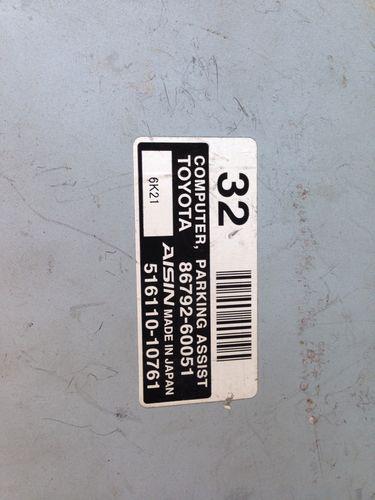 32
COMPUTER, PARKING ASSIST
TOYOTA 86792-60051
6K21
AISIN MADE IN JAPAN
516110-10761